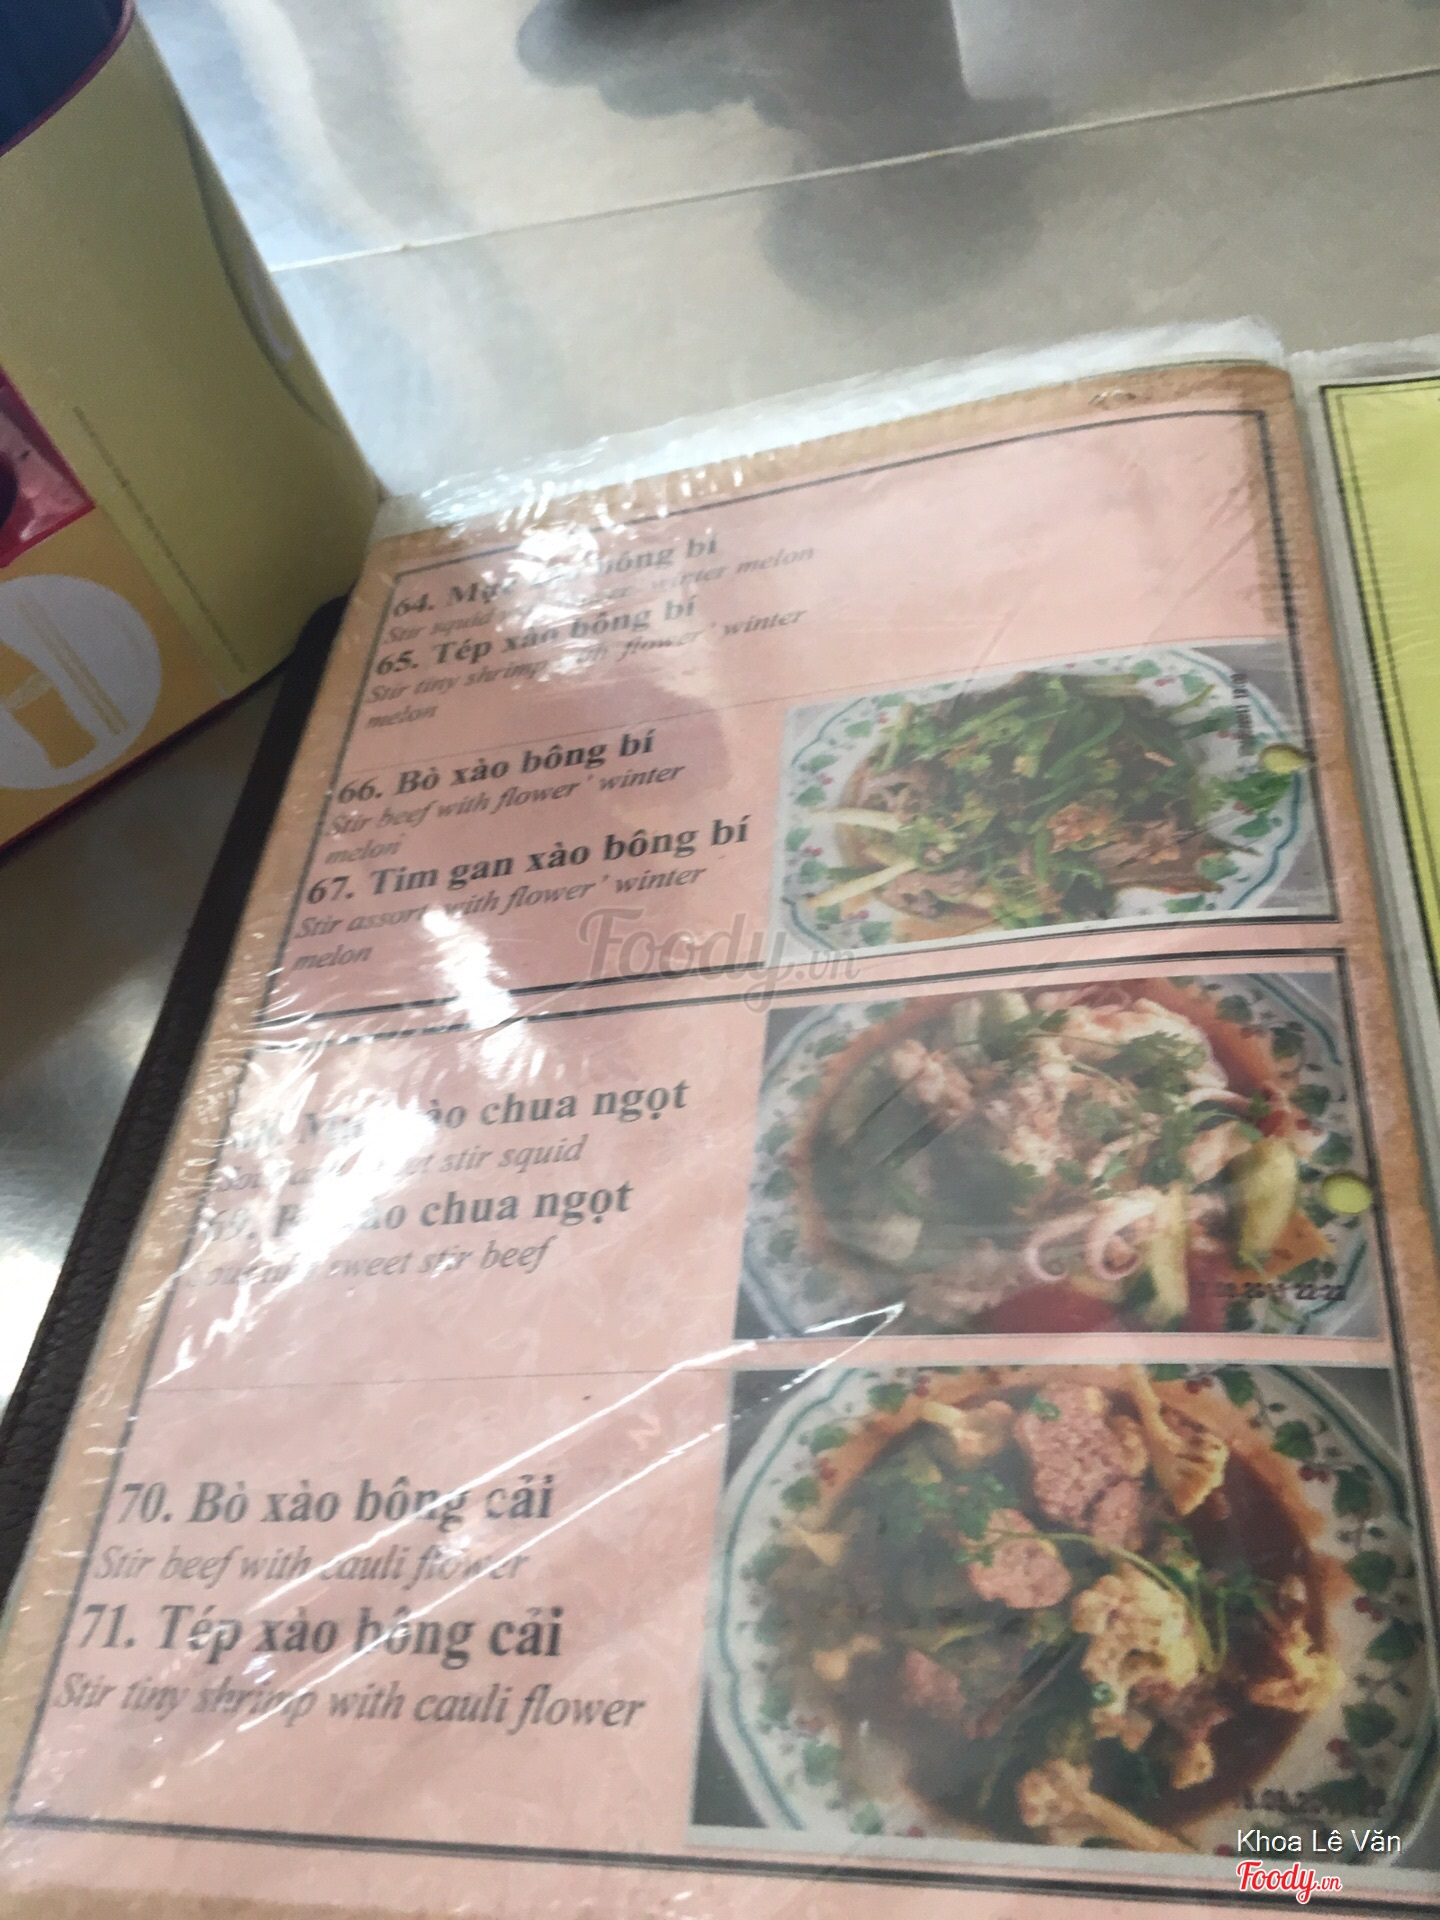 64. Mực bông bí
Stir squid winter melon
65. Tép xào bông bí
Stir tiny shrimp with flower' winter
melon
66. Bò xào bông bí
Stir beef with flower' winter
melon
67. Tim gan xào bông bí
Stir assort with flower' winter
melon
Foody.vn
chua ngọt
stir squid
69. chua ngọt
sweet stir beef
70. Bò xào bông cải
Stir beef with cauli flower
71. Tép xào bông cải
Stir tiny shrimp with cauli flower
Khoa Lê Văn
Foody.vn